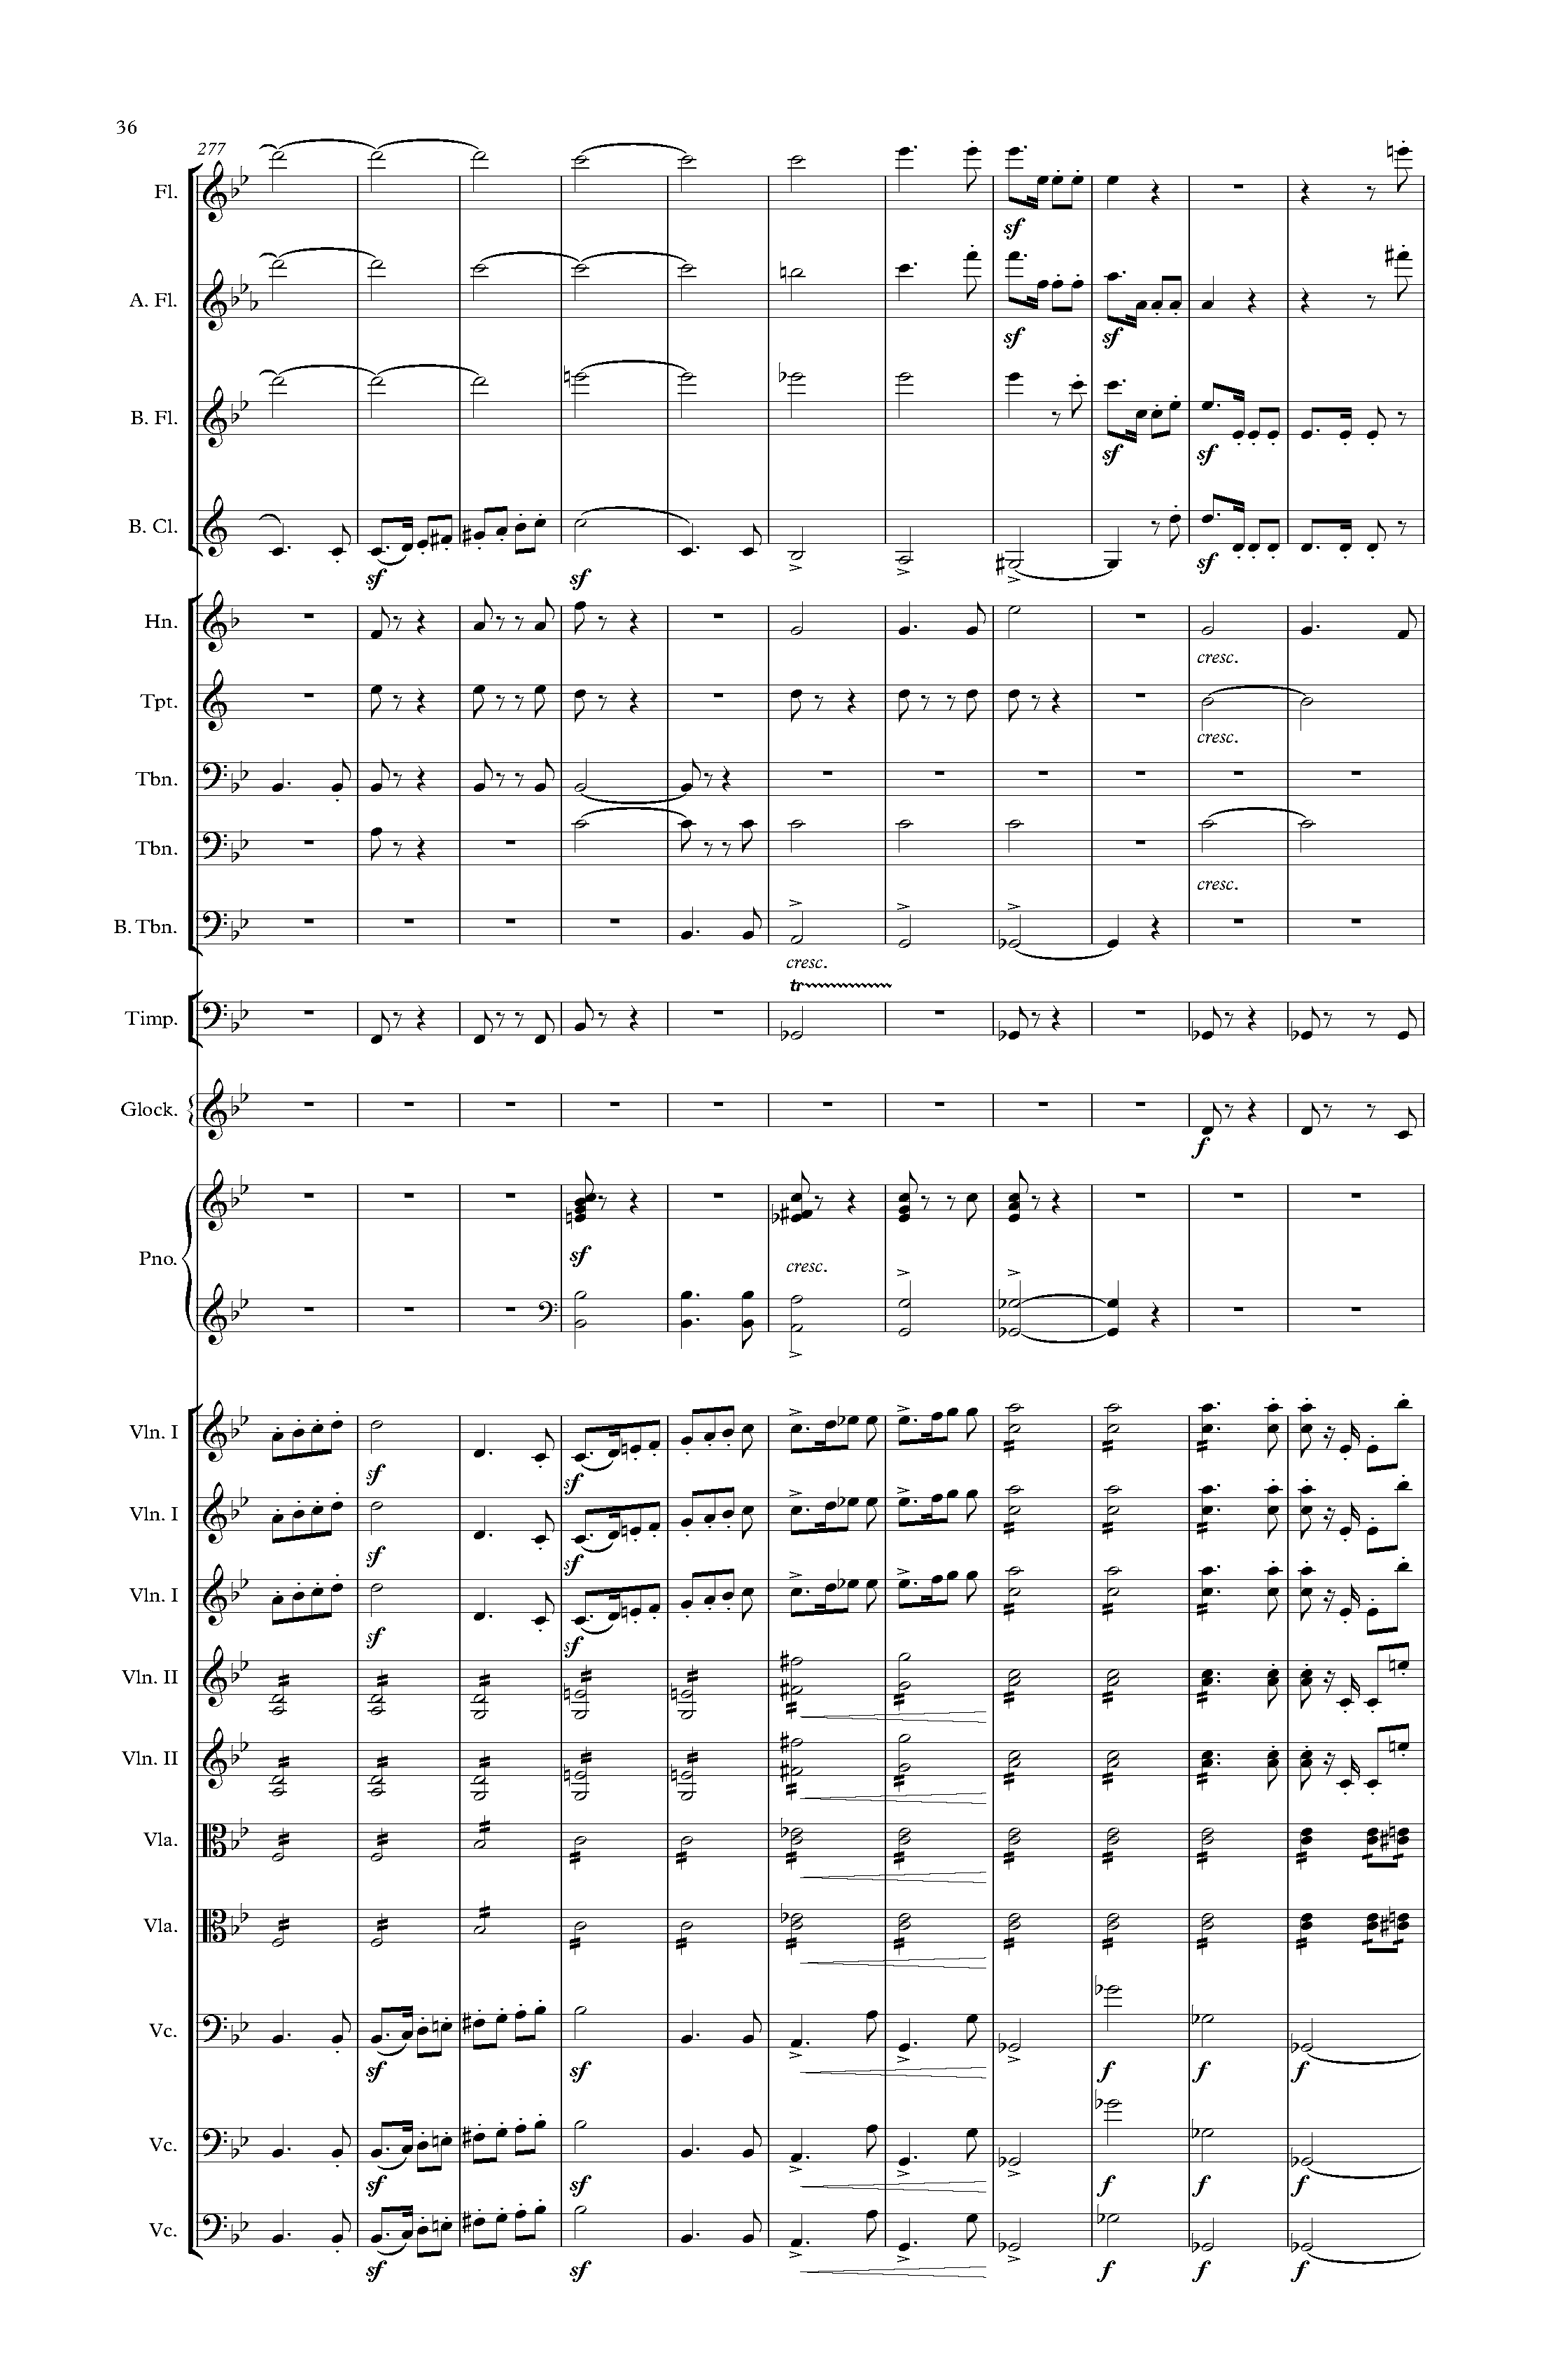 36
277
Fl.
sf
A. Fl.
sf sf
B. Fl.
sf sf
B. Cl.
sf sf sf
Hn.
cresc.
Tpt.
cresc.
Tbn.
Tbn.
cresc.
B. Tbn.
cresc.
tr
Timp.
Glock.
f
sf
Pno.
cresc.
Vln. I
sf sf
Vln. I
sf sf
Vln. I
sf sf
Vln. II
Vln. II
Vla.
Vla.
Vc.
sf sf f f f
Vc.
sf sf f f f
Vc.
sf sf f f f